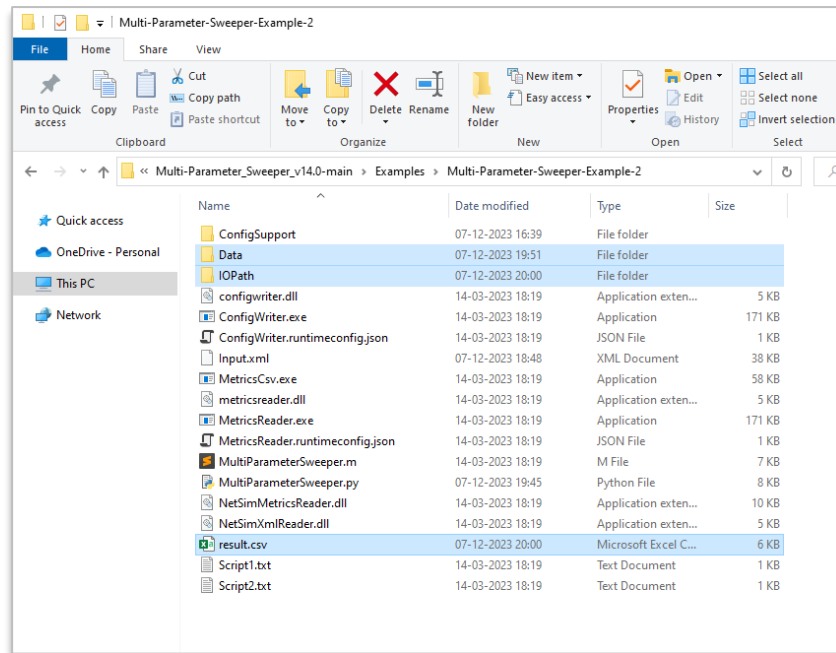 Multi-Parameter-Sweeper-Example-2
File Home Share View
Pin to Quick access
Copy
Paste
Cut
Copy path
Paste shortcut
Clipboard
Move to
Copy to
Delete
Rename
Organize
New folder
New item
Easy access
New
Properties
Open
Edit
History
Open
Select all
Select none
Invert selection
Select
« Multi-Parameter_Sweeper_v14.0-main > Examples > Multi-Parameter-Sweeper-Example-2
Quick access
OneDrive - Personal
This PC
Network
Name Date modified Type Size
ConfigSupport 07-12-2023 16:39 File folder
Data 07-12-2023 19:51 File folder
IOPath 07-12-2023 20:00 File folder
configwriter.dll 14-03-2023 18:19 Application exten... 5 KB
ConfigWriter.exe 14-03-2023 18:19 Application 171 KB
ConfigWriter.runtimeconfig.json 14-03-2023 18:19 JSON File 1 KB
Input.xml 07-12-2023 18:48 XML Document 38 KB
MetricsCsv.exe 14-03-2023 18:19 Application 58 KB
metricsreader.dll 14-03-2023 18:19 Application exten... 5 KB
MetricsReader.exe 14-03-2023 18:19 Application 171 KB
MetricsReader.runtimeconfig.json 14-03-2023 18:19 JSON File 1 KB
MultiParameterSweeper.m 14-03-2023 18:19 M File 7 KB
MultiParameterSweeper.py 07-12-2023 19:45 Python File 8 KB
NetSimMetricsReader.dll 14-03-2023 18:19 Application exten... 10 KB
NetSimXmlReader.dll 14-03-2023 18:19 Application exten... 5 KB
result.csv 07-12-2023 20:00 Microsoft Excel C... 6 KB
Script1.txt 14-03-2023 18:19 Text Document 1 KB
Script2.txt 14-03-2023 18:19 Text Document 1 KB